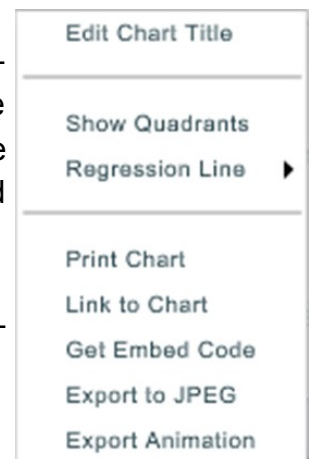 Edit Chart Title
Show Quadrants
Regression Line
Print Chart
Link to Chart
Get Embed Code
Export to JPEG
Export Animation